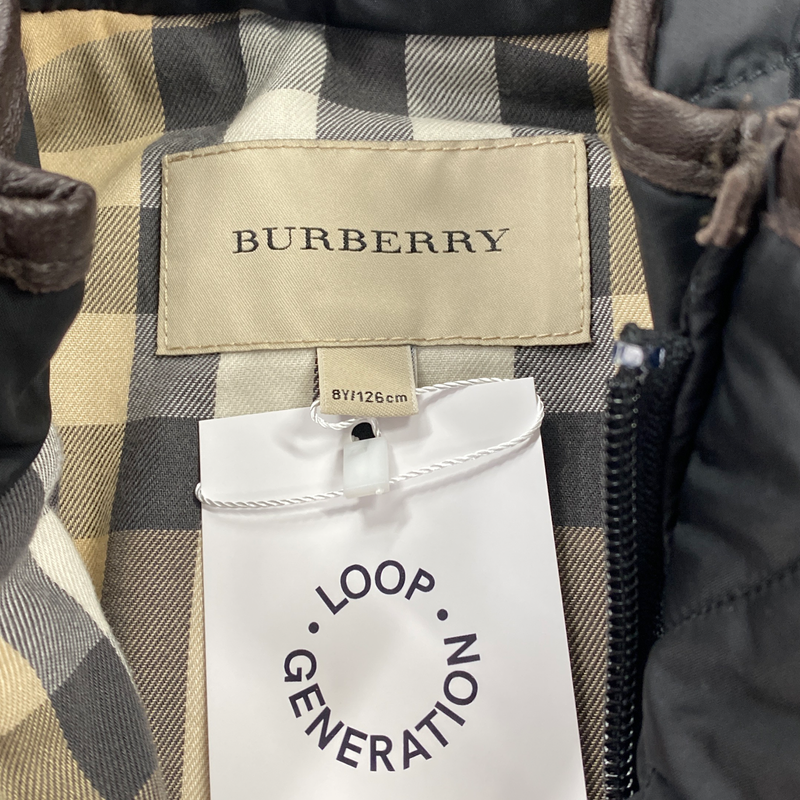 BURBERRY
8Y/126cm
• LOOP •
GENERATION